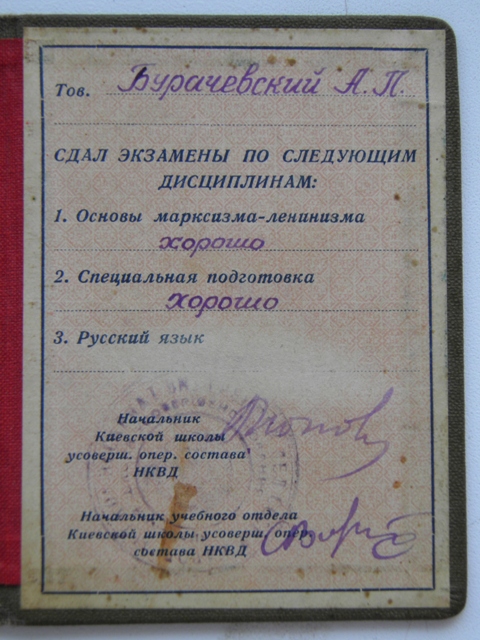 Тов. Бурачевский А. П.
СДАЛ ЭКЗАМЕНЫ ПО СЛЕДУЮЩИМ
ДИСЦИПЛИНАМ:
1. Основы марксизма-ленинизма
хорошо
2. Специальная подготовка
хорошо
3. Русский язык
Начальник
Киевской школы
усоверш. опер. состава
НКВД
Начальник учебного отдела
Киевской школы усоверш. опер.
состава НКВД